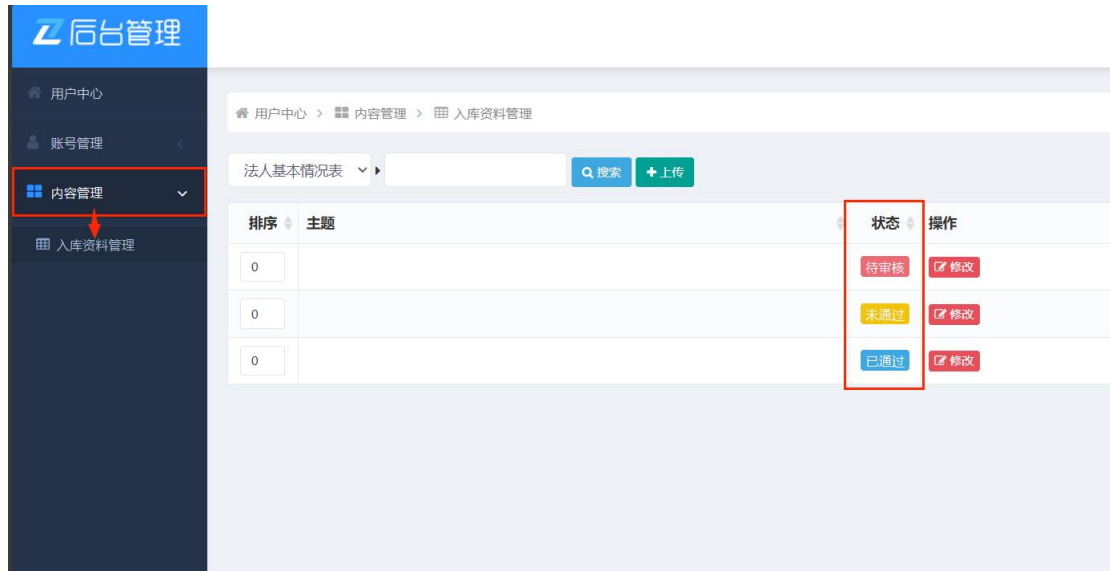 后台管理
用户中心
账号管理
内容管理
入库资料管理
用户中心 > 内容管理 > 入库资料管理
法人基本情况表 搜索 上传
排序 主题 状态 操作
0 待审核 修改
0 未通过 修改
0 已通过 修改